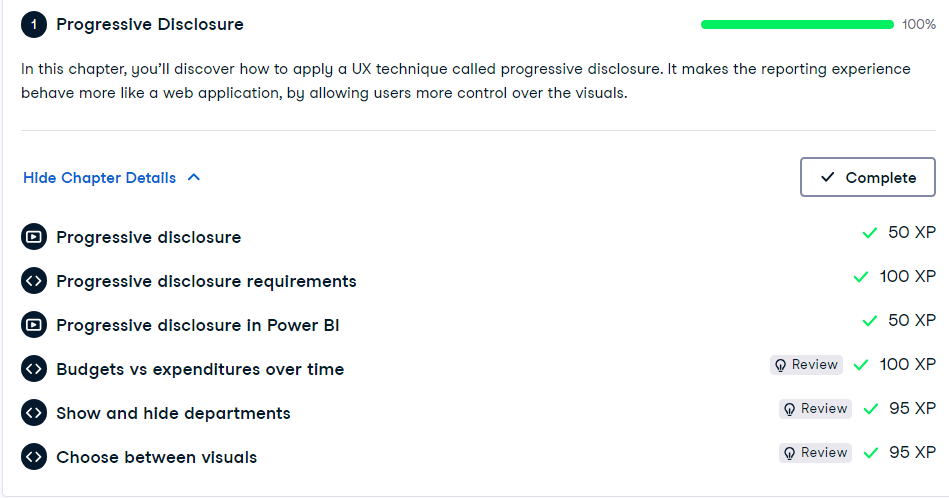 1 Progressive Disclosure 100%
In this chapter, you'll discover how to apply a UX technique called progressive disclosure. It makes the reporting experience
behave more like a web application, by allowing users more control over the visuals.
Hide Chapter Details Complete
Progressive disclosure 50 XP
Progressive disclosure requirements 100 XP
Progressive disclosure in Power BI 50 XP
Budgets vs expenditures over time Review 100 XP
Show and hide departments Review 95 XP
Choose between visuals Review 95 XP